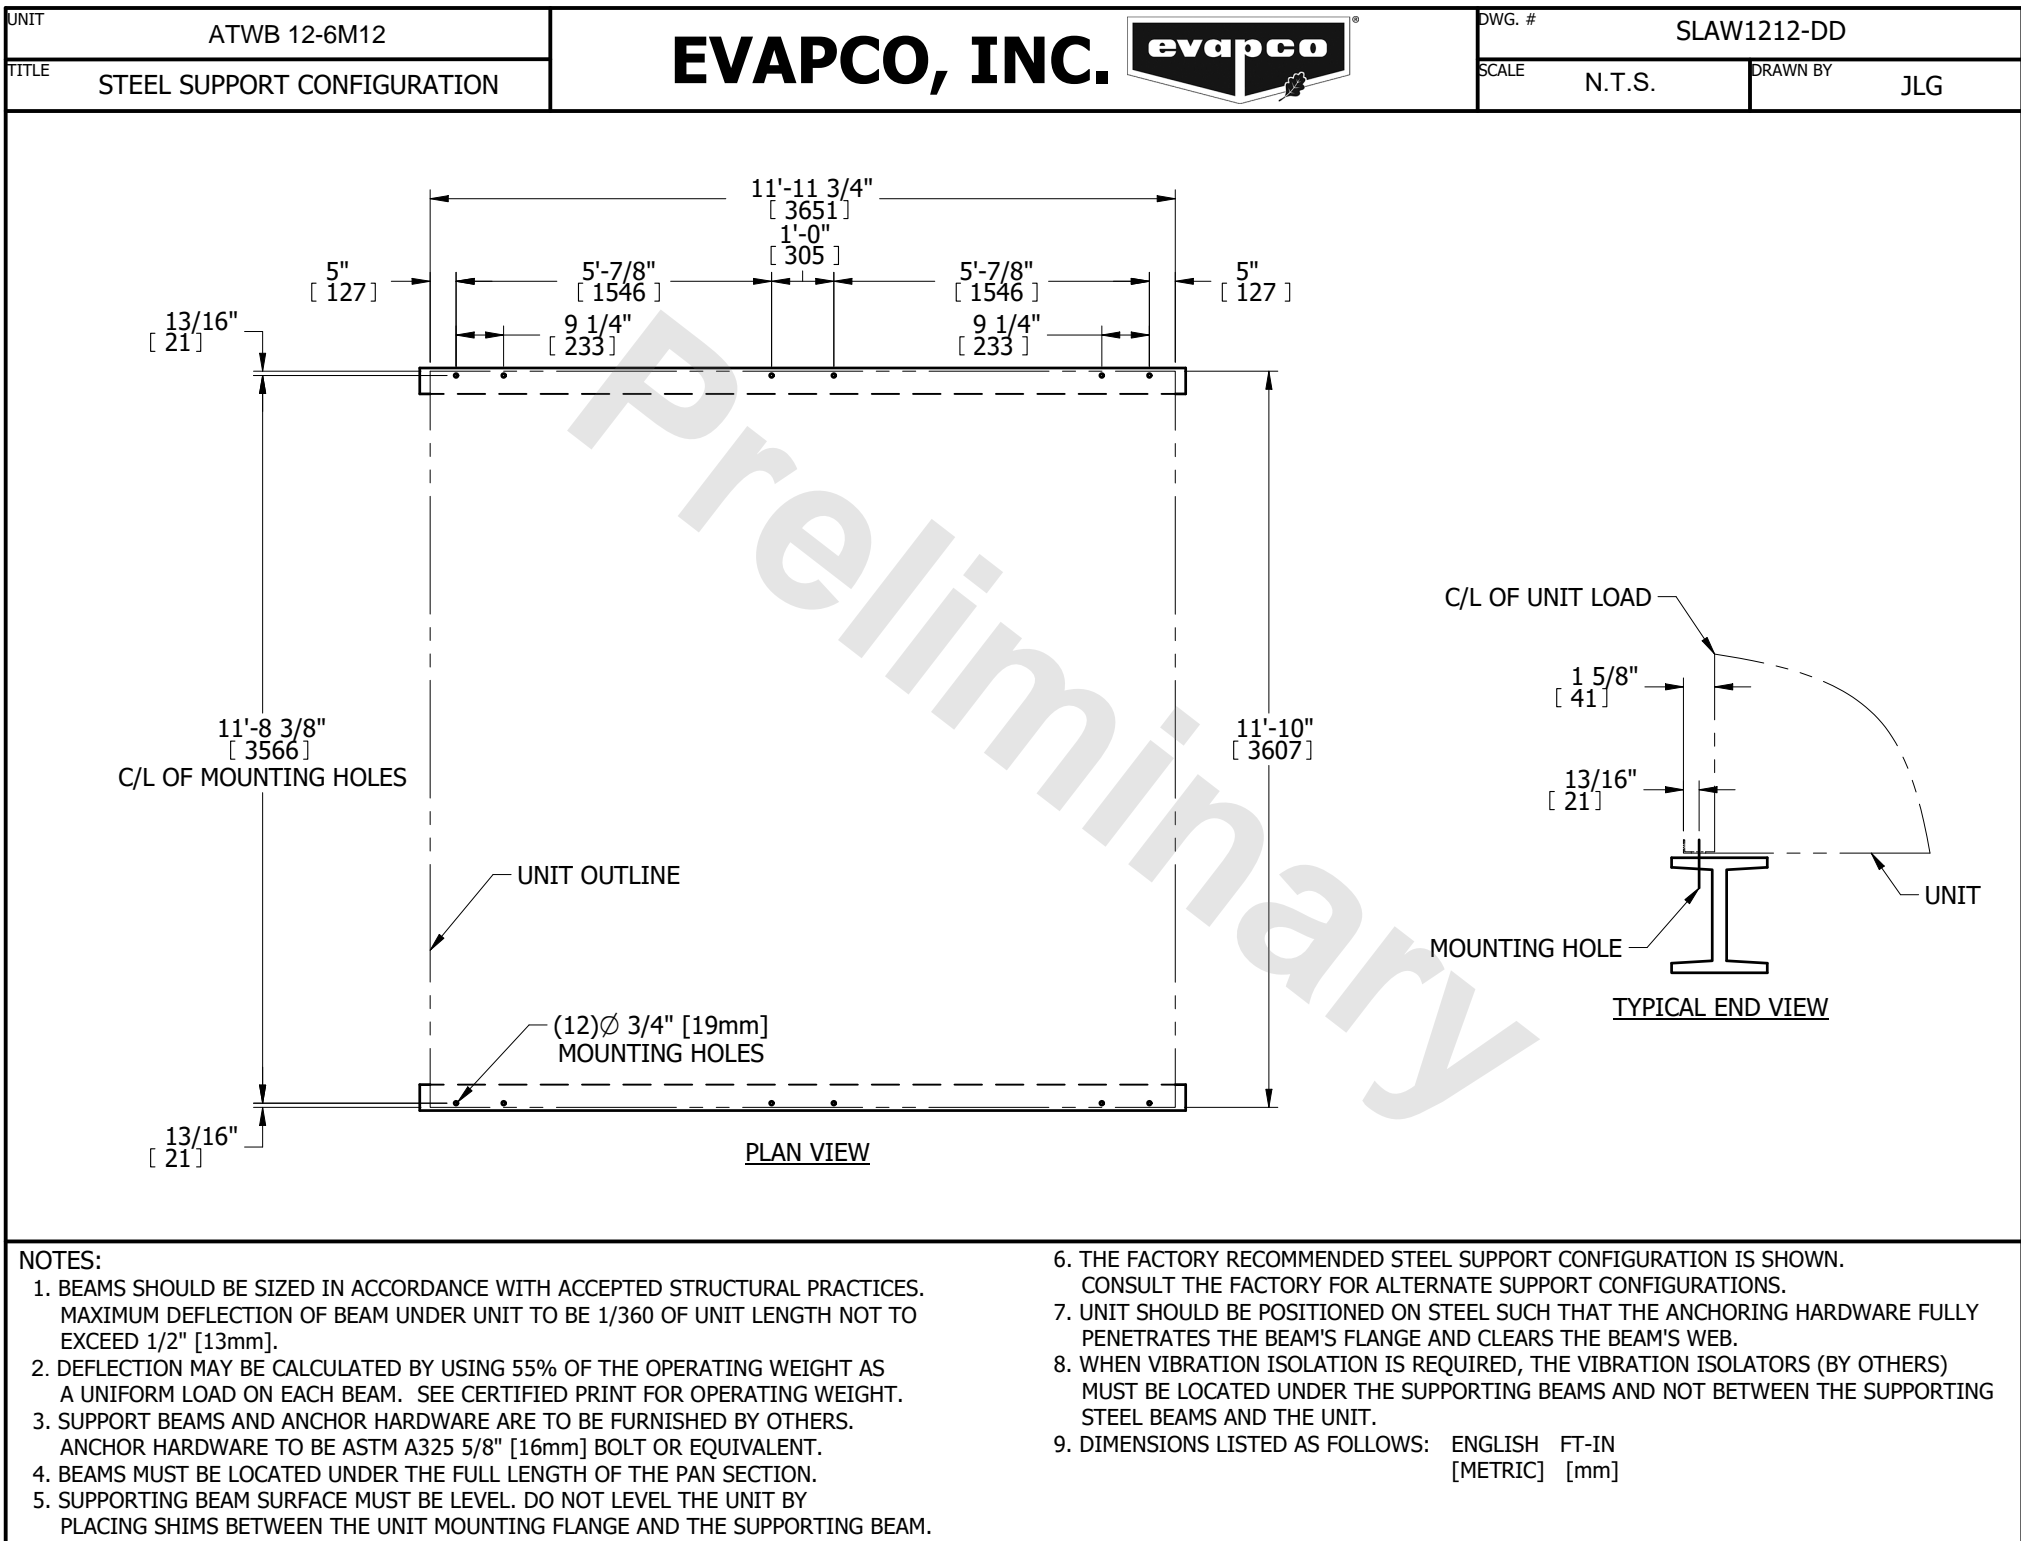 UNIT
ATWB 12-6M12
TITLE
STEEL SUPPORT CONFIGURATION
EVAPCO, INC.
evapco
®
DWG. #
SLAW1212-DD
SCALE
N.T.S.
DRAWN BY
JLG
11'-11 3/4"
[ 3651]
1'-0"
[ 305 ]
5"
[ 127]
5'-7/8"
[ 1546 ]
5'-7/8"
[ 1546 ]
5"
[ 127 ]
13/16"
[ 21]
9 1/4"
[ 233]
9 1/4"
[ 233 ]
11'-8 3/8"
[ 3566]
C/L OF MOUNTING HOLES
11'-10"
[ 3607]
UNIT OUTLINE
(12)∅ 3/4" [19mm]
MOUNTING HOLES
13/16"
[ 21]
PLAN VIEW
Preliminary
C/L OF UNIT LOAD
1 5/8"
[ 41]
13/16"
[ 21]
UNIT
MOUNTING HOLE
TYPICAL END VIEW
NOTES:
1. BEAMS SHOULD BE SIZED IN ACCORDANCE WITH ACCEPTED STRUCTURAL PRACTICES.
MAXIMUM DEFLECTION OF BEAM UNDER UNIT TO BE 1/360 OF UNIT LENGTH NOT TO
EXCEED 1/2" [13mm].
2. DEFLECTION MAY BE CALCULATED BY USING 55% OF THE OPERATING WEIGHT AS
A UNIFORM LOAD ON EACH BEAM. SEE CERTIFIED PRINT FOR OPERATING WEIGHT.
3. SUPPORT BEAMS AND ANCHOR HARDWARE ARE TO BE FURNISHED BY OTHERS.
ANCHOR HARDWARE TO BE ASTM A325 5/8" [16mm] BOLT OR EQUIVALENT.
4. BEAMS MUST BE LOCATED UNDER THE FULL LENGTH OF THE PAN SECTION.
5. SUPPORTING BEAM SURFACE MUST BE LEVEL. DO NOT LEVEL THE UNIT BY
PLACING SHIMS BETWEEN THE UNIT MOUNTING FLANGE AND THE SUPPORTING BEAM.
6. THE FACTORY RECOMMENDED STEEL SUPPORT CONFIGURATION IS SHOWN.
CONSULT THE FACTORY FOR ALTERNATE SUPPORT CONFIGURATIONS.
7. UNIT SHOULD BE POSITIONED ON STEEL SUCH THAT THE ANCHORING HARDWARE FULLY
PENETRATES THE BEAM'S FLANGE AND CLEARS THE BEAM'S WEB.
8. WHEN VIBRATION ISOLATION IS REQUIRED, THE VIBRATION ISOLATORS (BY OTHERS)
MUST BE LOCATED UNDER THE SUPPORTING BEAMS AND NOT BETWEEN THE SUPPORTING
STEEL BEAMS AND THE UNIT.
9. DIMENSIONS LISTED AS FOLLOWS: ENGLISH FT-IN
[METRIC] [mm]